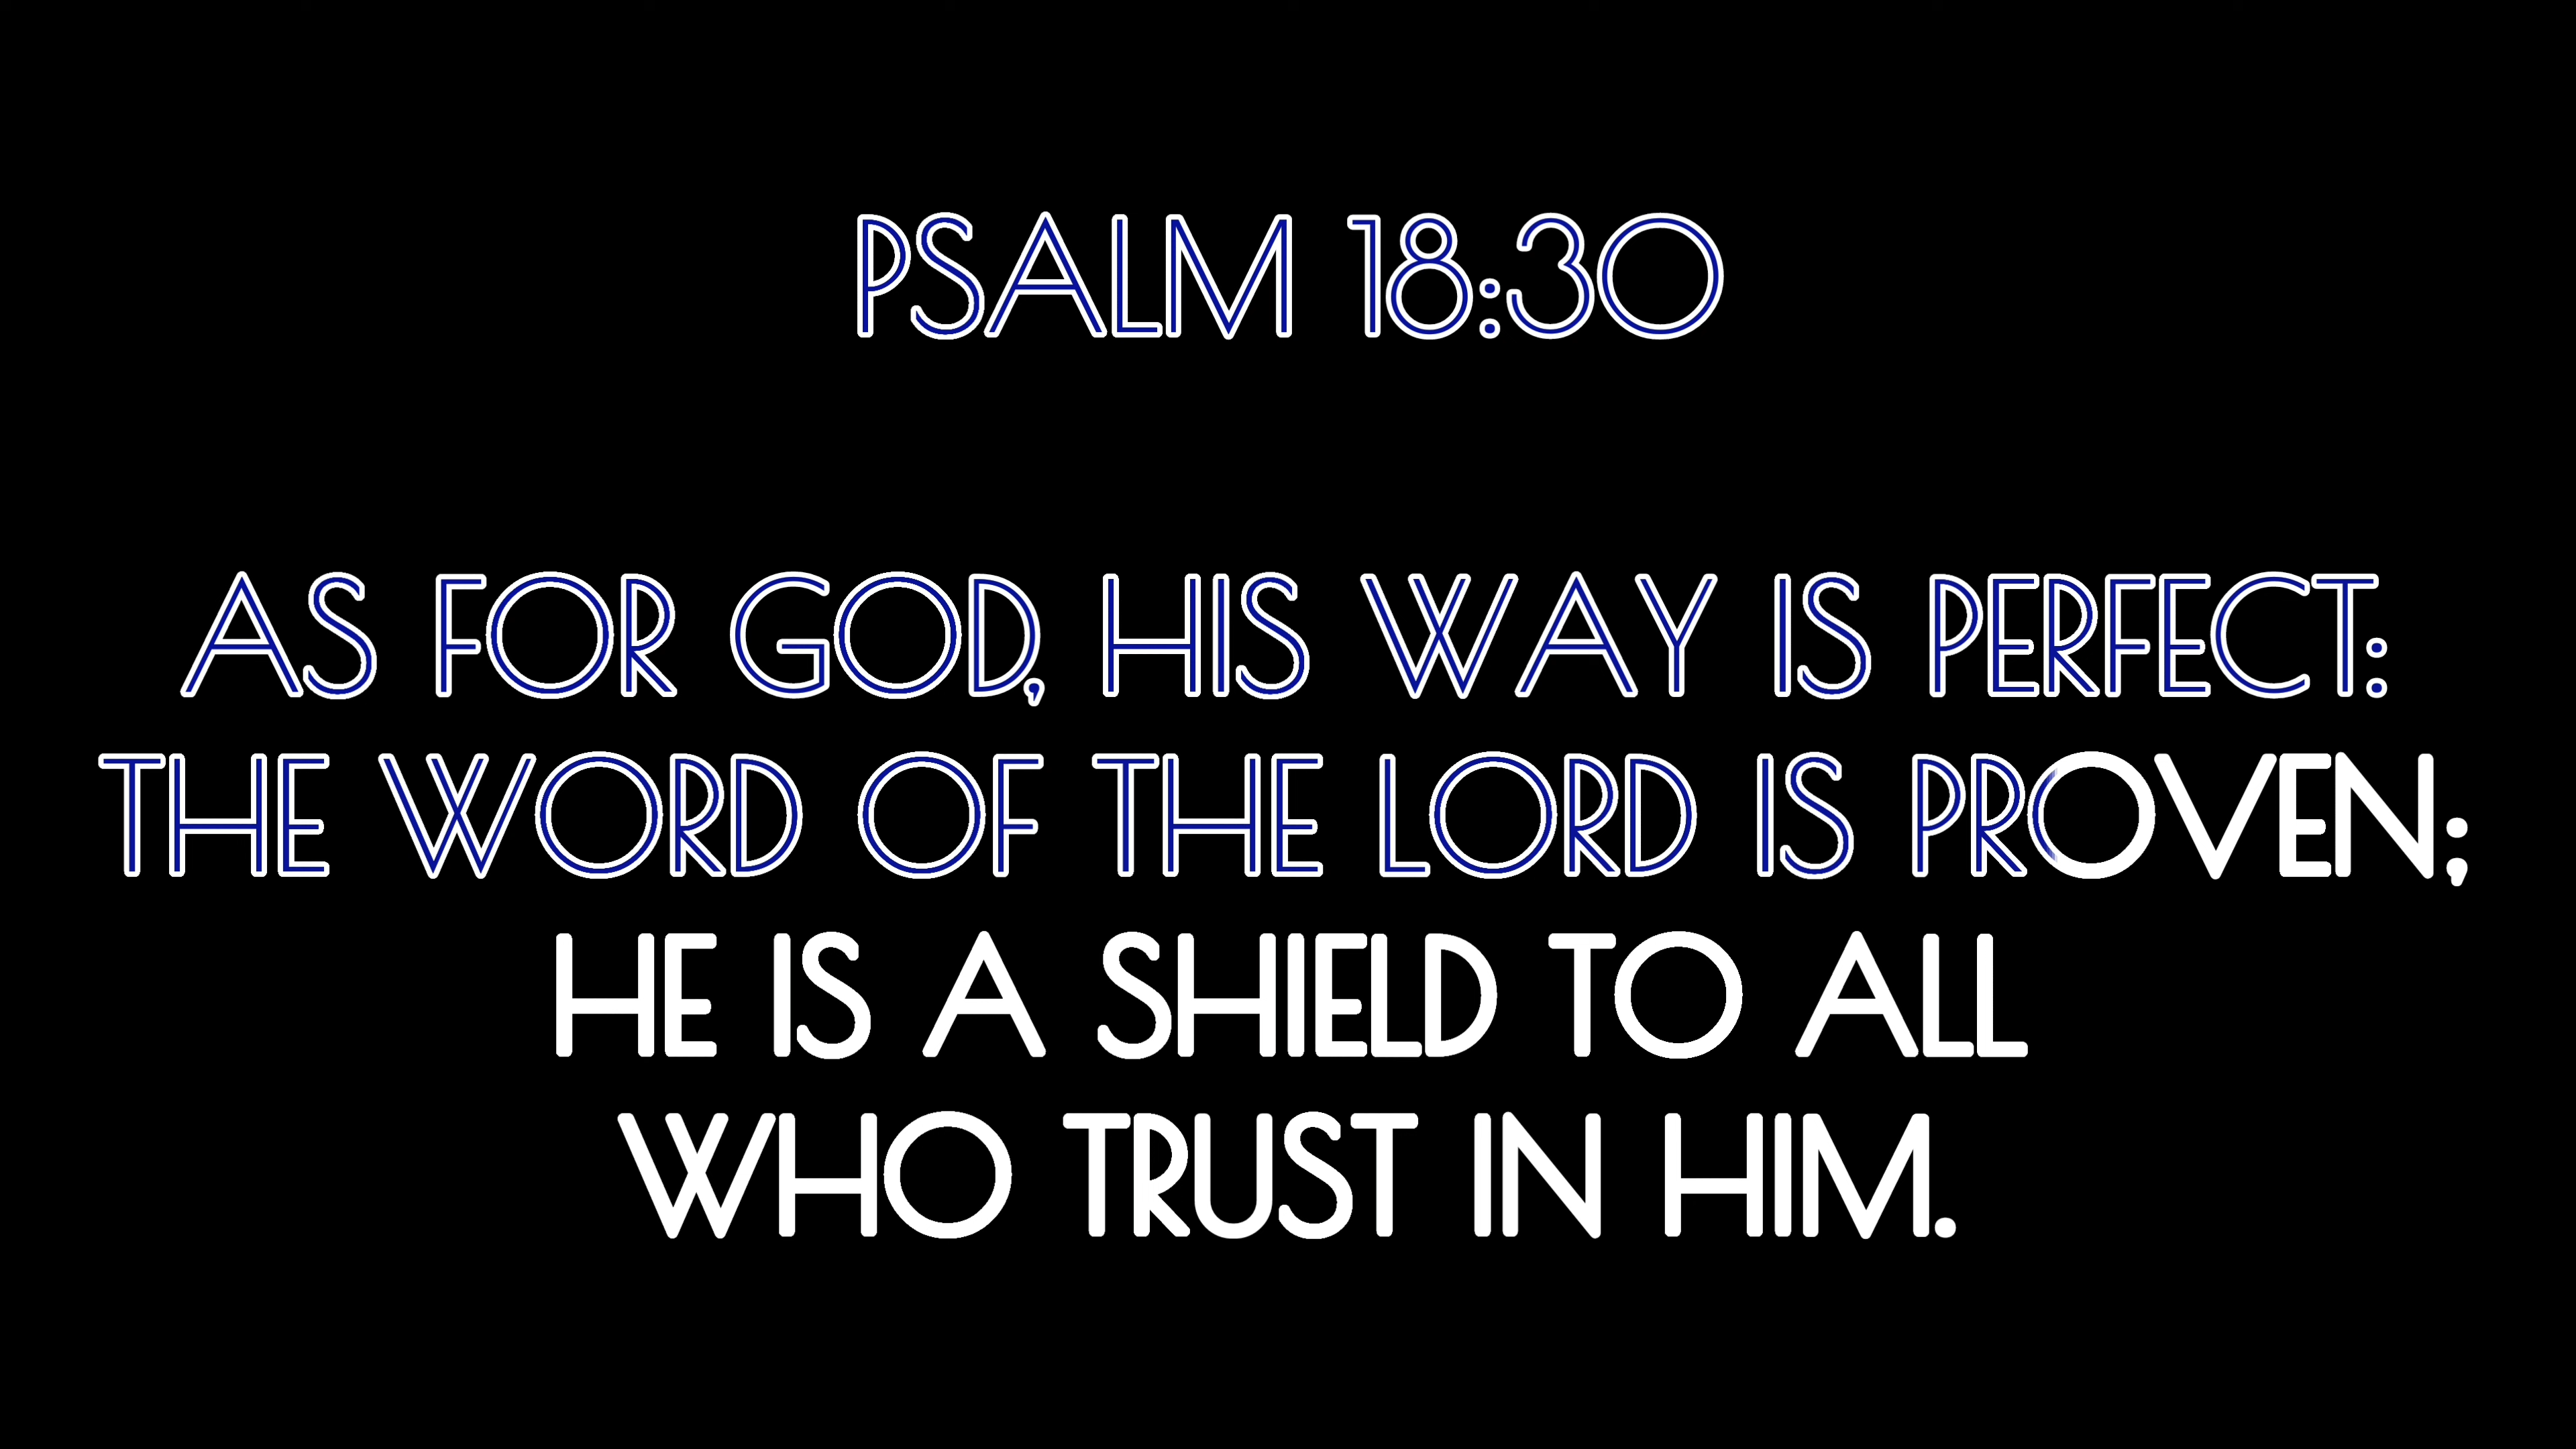 PSALM 18:30
AS FOR GOD, HIS WAY IS PERFECT:
THE WORD OF THE LORD IS PROVEN;
HE IS A SHIELD TO ALL
WHO TRUST IN HIM.